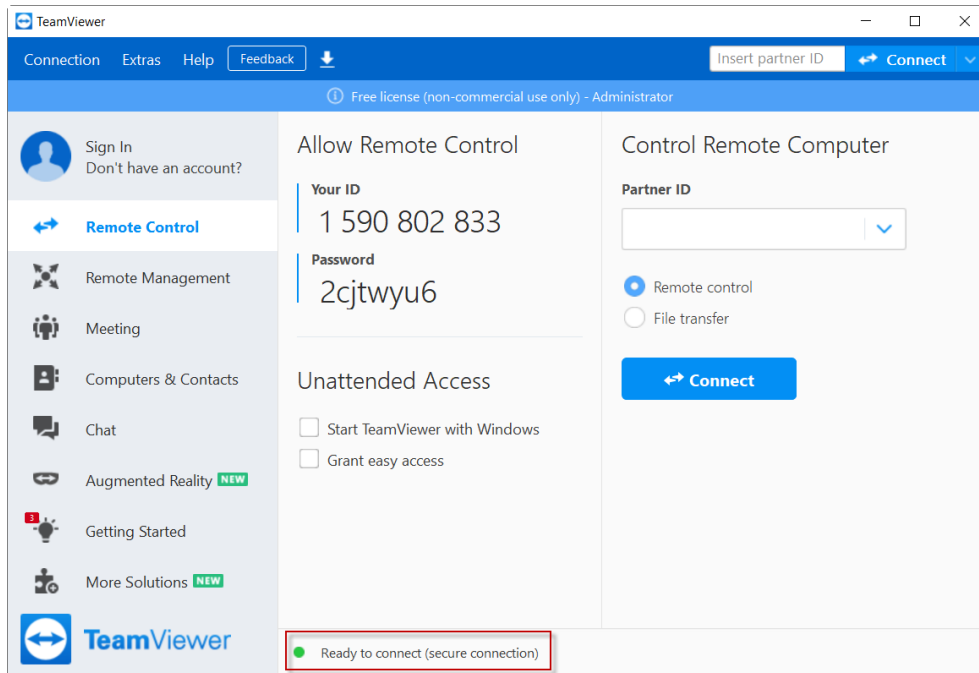 TeamViewer
Connection Extras Help Feedback
Insert partner ID Connect
Free license (non-commercial use only) - Administrator
Sign In
Don't have an account?
Remote Control
Remote Management
Meeting
Computers & Contacts
Chat
Augmented Reality NEW
3
Getting Started
More Solutions NEW
TeamViewer
Allow Remote Control
Your ID
1 590 802 833
Password
2cjtwyu6
Unattended Access
Start TeamViewer with Windows
Grant easy access
Control Remote Computer
Partner ID
Remote control
File transfer
Connect
Ready to connect (secure connection)